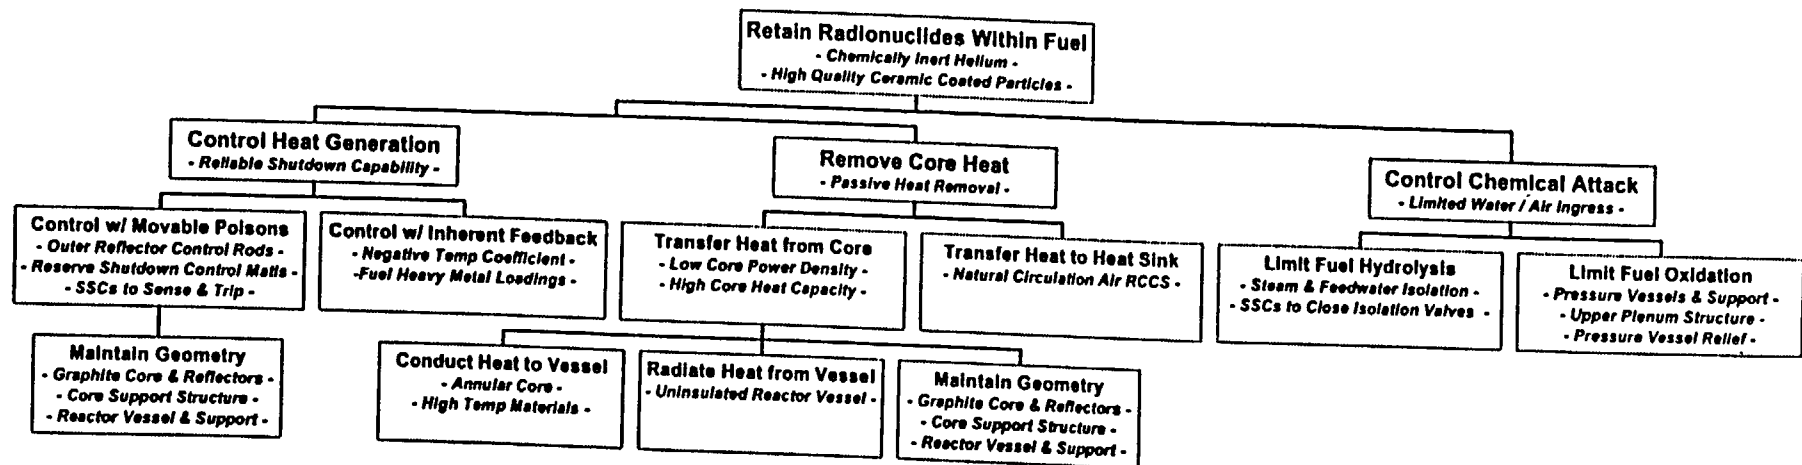 Retain Radionuclides Within Fuel
- Chemically Inert Helium -
- High Quality Ceramic Coated Particles -
Control Heat Generation
- Reliable Shutdown Capability -
Remove Core Heat
- Passive Heat Removal -
Control Chemical Attack
- Limited Water / Air Ingress -
Control w/ Movable Poisons
- Outer Reflector Control Rods -
- Reserve Shutdown Control Matls -
- SSCs to Sense & Trip -
Control w/ Inherent Feedback
- Negative Temp Coefficient -
-Fuel Heavy Metal Loadings -
Transfer Heat from Core
- Low Core Power Density -
- High Core Heat Capacity -
Transfer Heat to Heat Sink
- Natural Circulation Air RCCS -
Limit Fuel Hydrolysis
- Steam & Feedwater Isolation -
- SSCs to Close Isolation Valves -
Limit Fuel Oxidation
- Pressure Vessels & Support -
- Upper Plenum Structure -
- Pressure Vessel Relief -
Maintain Geometry
- Graphite Core & Reflectors -
- Core Support Structure -
- Reactor Vessel & Support -
Conduct Heat to Vessel
- Annular Core -
- High Temp Materials -
Radiate Heat from Vessel
- Uninsulated Reactor Vessel -
Maintain Geometry
- Graphite Core & Reflectors -
- Core Support Structure -
- Reactor Vessel & Support -